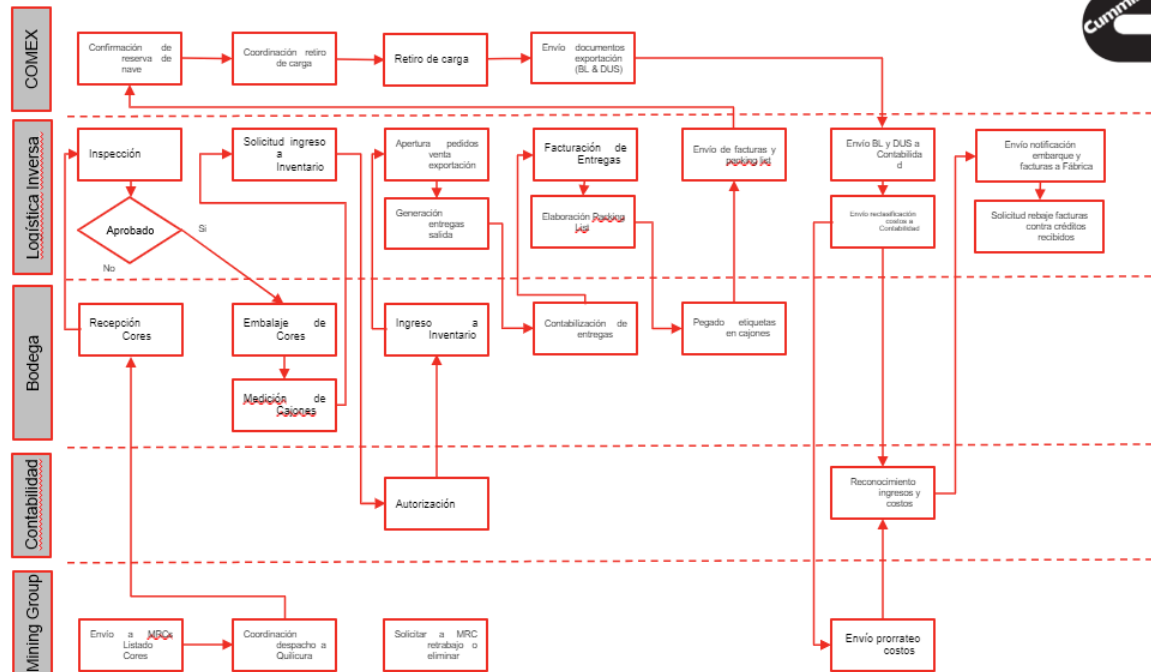 Cummin
COMEX
Confirmación de
reserva de
nave
Coordinación retiro
de carga
Retiro de carga
Envío documentos
exportación
(BL & DUS)
Logística Inversa
Inspección
Aprobado
Si
No
Solicitud ingreso
a
Inventario
Apertura pedidos
venta
exportación
Generación
entregas
salida
Facturación de
Entregas
Elaboración Packing
List
Envío de facturas y
packing list
Envío BL y DUS a
Contabilida
d
Envío reclasificación
costos a
Contabilidad
Envío notificación
embarque y
facturas a Fábrica
Solicitud rebaje facturas
contra créditos
recibidos
Bodega
Recepción
Cores
Embalaje de
Cores
Medición de
Cajones
Ingreso a
Inventario
Contabilización de
entregas
Pegado etiquetas
en cajones
Contabilidad
Autorización
Reconocimiento
ingresos y
costos
Mining Group
Envío a MRCs
Listado
Cores
Coordinación
despacho a
Quilicura
Solicitar a MRC
retrabajo o
eliminar
Envío prorrateo
costos